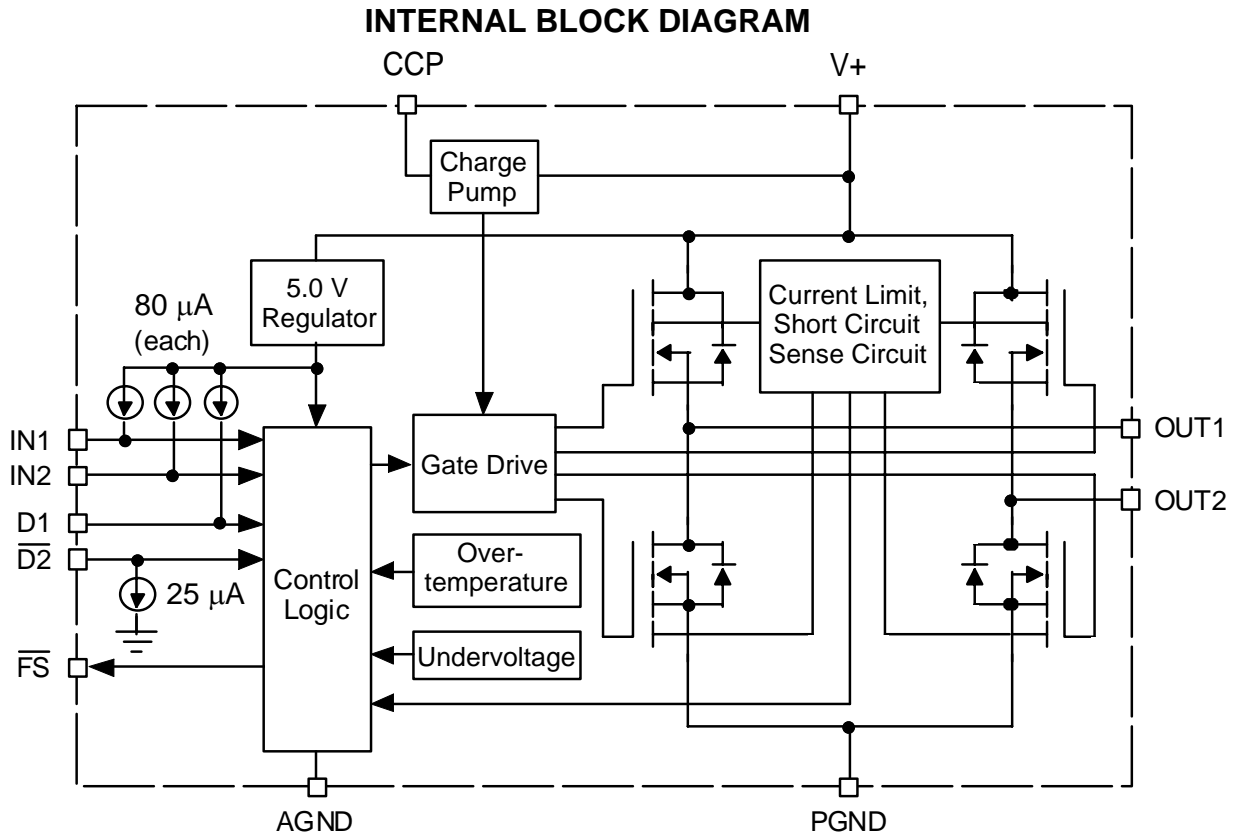 INTERNAL BLOCK DIAGRAM
CCP
V+
Charge
Pump
5.0 V
Regulator
80 μA
(each)
Current Limit,
Short Circuit
Sense Circuit
IN1
IN2
D1
D2
25 μA
FS
Control
Logic
Gate Drive
Over-
temperature
Undervoltage
OUT1
OUT2
AGND
PGND